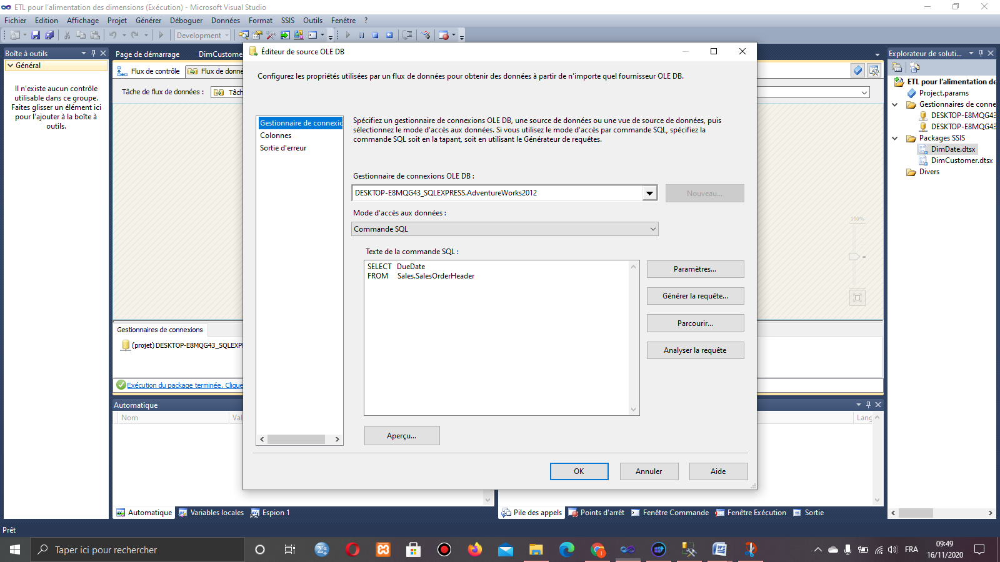 ETL pour l'alimentation des dimensions (Exécution) - Microsoft Visual Studio
Fichier Edition Affichage Projet Générer Déboguer Données Format SSIS Outils Fenêtre ?
Development
Boîte à outils
Général
Il n'existe aucun contrôle
utilisable dans ce groupe.
Faites glisser un élément ici
pour l'ajouter à la boîte à
outils.
Page de démarrage DimCustome
Flux de contrôle Flux de donné
Tâche de flux de données : Tâch
Éditeur de source OLE DB
Configurez les propriétés utilisées par un flux de données pour obtenir des données à partir de n'importe quel fournisseur OLE DB.
Gestionnaire de connexic
Colonnes
Sortie d'erreur
Spécifiez un gestionnaire de connexions OLE DB, une source de données ou une vue de source de données, puis
sélectionnez le mode d'accès aux données. Si vous utilisez le mode d'accès par commande SQL, spécifiez la
commande SQL soit en la tapant, soit en utilisant le Générateur de requêtes.
Gestionnaire de connexions OLE DB :
DESKTOP-E8MQG43_SQLEXPRESS.AdventureWorks2012
Nouveau...
Mode d'accès aux données :
Commande SQL
Texte de la commande SQL :
SELECT DueDate
FROM Sales.SalesOrderHeader
Paramètres...
Générer la requête...
Parcourir...
Analyser la requête
Aperçu...
OK Annuler Aide
100%
Gestionnaires de connexions
(projet) DESKTOP-E8MQG43_SQLEXPI
Exécution du package terminée. Clique
Automatique
Nom Val
Lang
Automatique Variables locales Espion 1
Pile des appels Points d'arrêt Fenêtre Commande Fenêtre Exécution Sortie
Explorateur de soluti...
ETL pour l'alimentation de
Project.params
Gestionnaires de conne
DESKTOP-E8MQG43
DESKTOP-E8MQG43
Packages SSIS
DimDate.dtsx
DimCustomer.dtsx
Divers
Prêt
Taper ici pour rechercher
FRA
09:49
16/11/2020